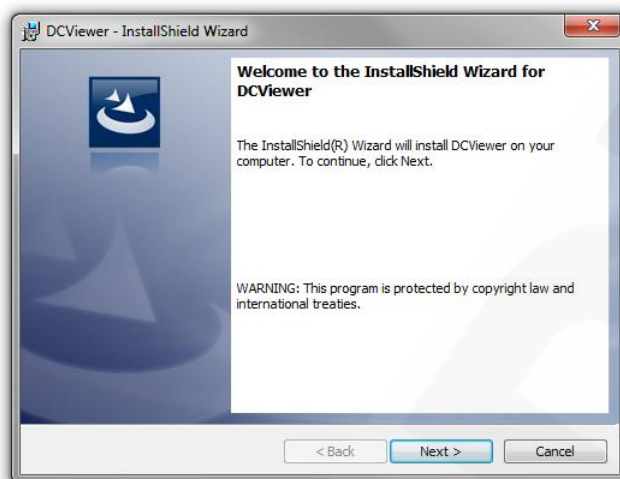 DCViewer - InstallShield Wizard
Welcome to the InstallShield Wizard for
DCViewer
The InstallShield(R) Wizard will install DCViewer on your
computer. To continue, click Next.
WARNING: This program is protected by copyright law and
international treaties.
< Back
Next >
Cancel